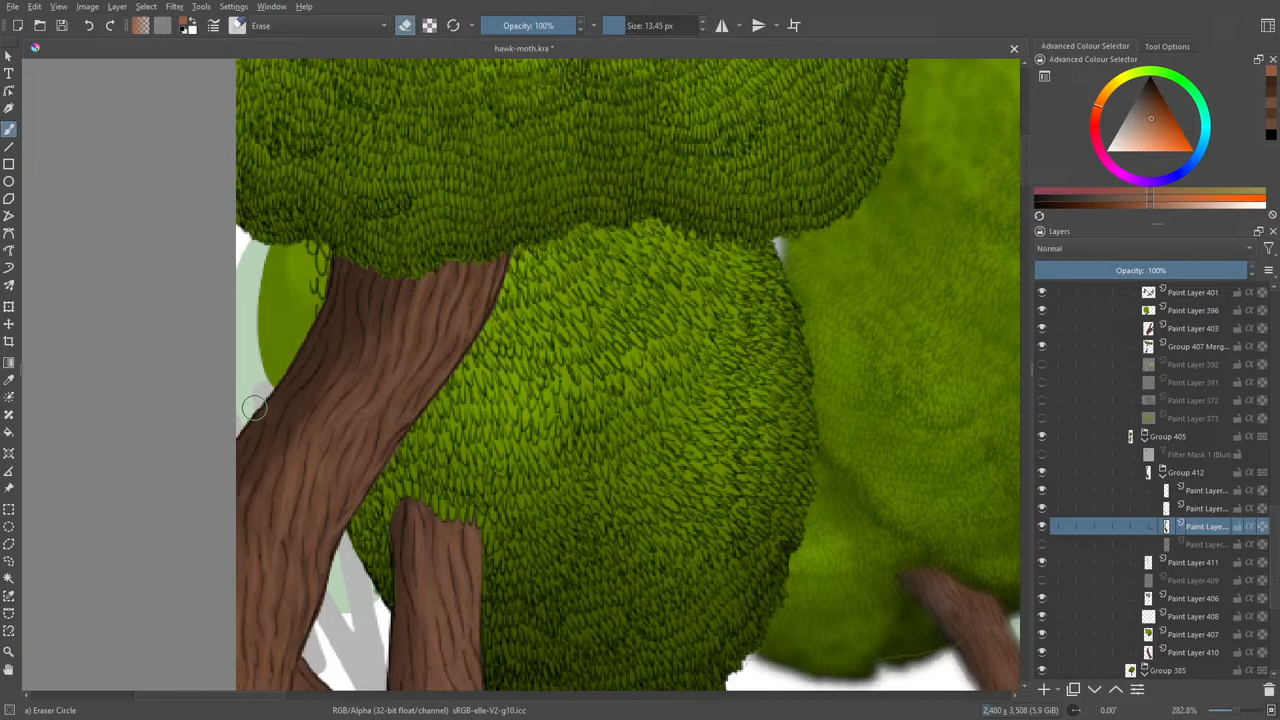 File Edit View Image Layer Select Filter Tools Settings Window Help
Erase Opacity: 100% Size: 13.45 px
hawk-moth.kra *
Advanced Colour Selector Tool Options
Advanced Colour Selector
Layers
Normal
Opacity: 100%
Paint Layer 401
Paint Layer 396
Paint Layer 403
Group 407 Merg...
Paint Layer 392
Paint Layer 391
Paint Layer 372
Paint Layer 373
Group 405
Filter Mask 1 (Blur)
Group 412
Paint Layer...
Paint Layer...
Paint Laye...
Paint Layer...
Paint Layer 411
Paint Layer 409
Paint Layer 406
Paint Layer 408
Paint Layer 407
Paint Layer 410
Group 385
a) Eraser Circle RGB/Alpha (32-bit float/channel) sRGB-elle-V2-g10.icc 2,480 x 3,508 (5.9 GiB) 0.00° 282.8%